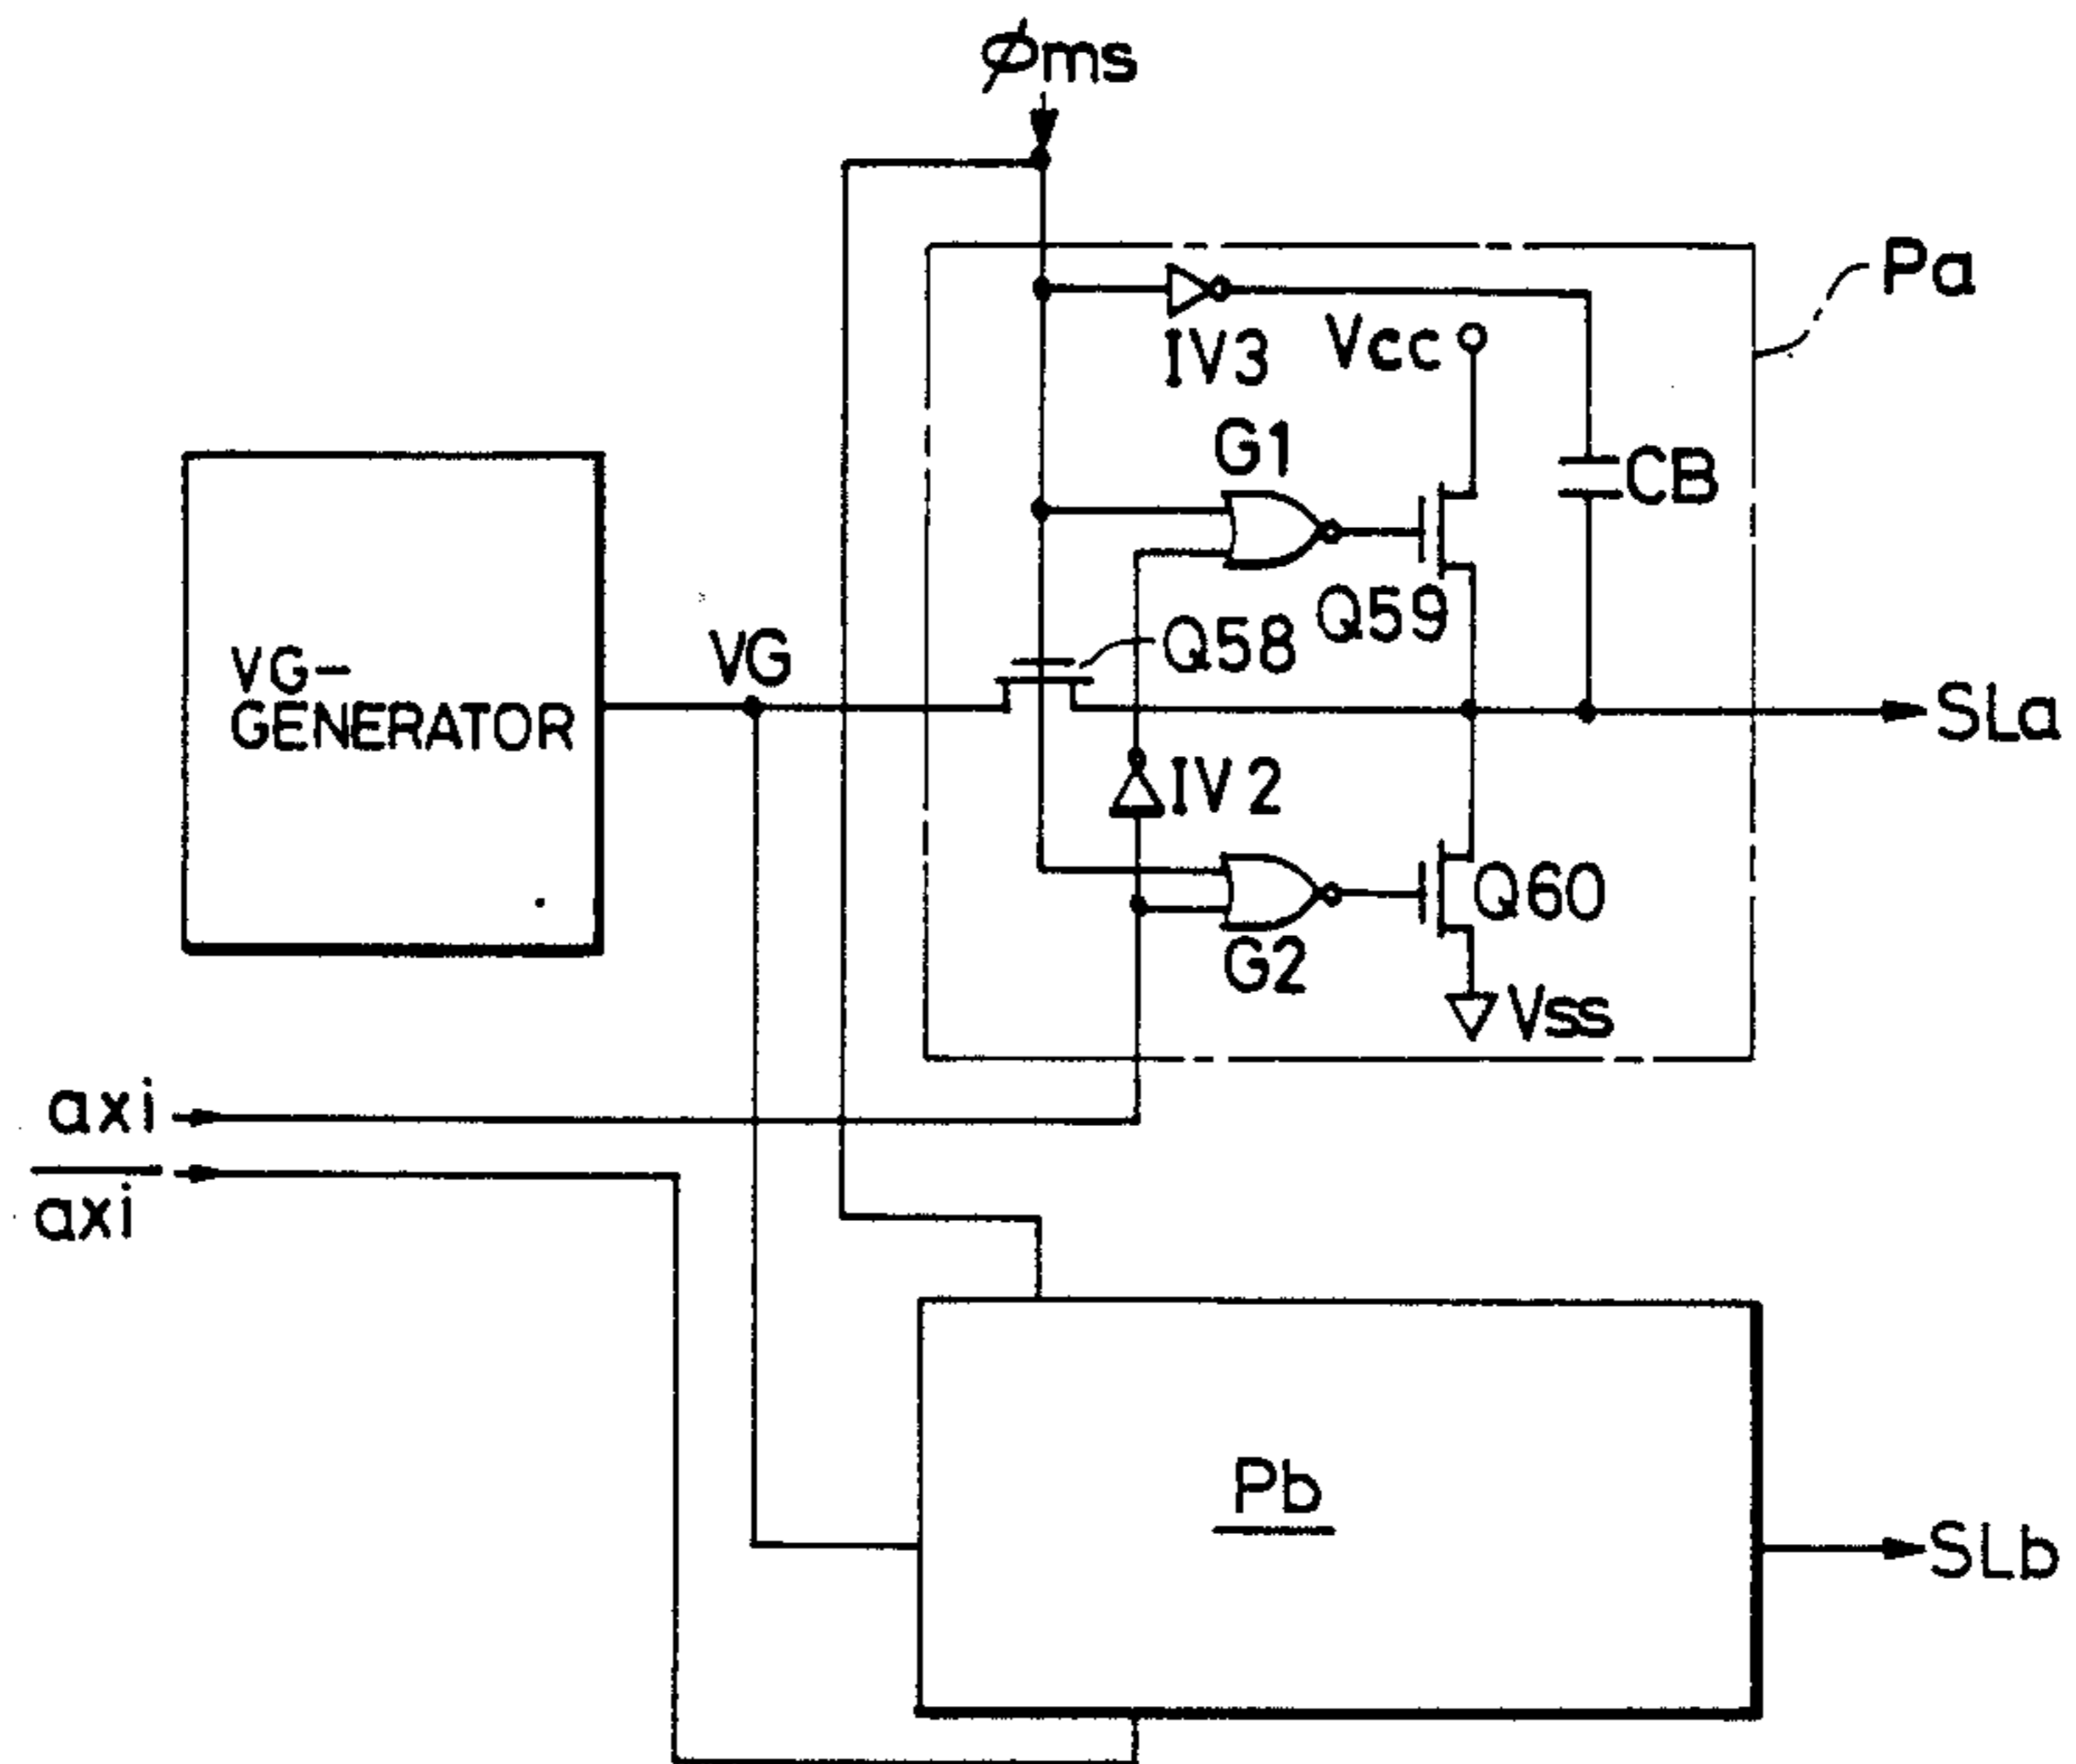 φms
Pa
IV3
Vcc
G1
CB
Q59
Q58
VG
VG-
GENERATOR
SLa
IV2
Q60
G2
Vss
axi
axi
Pb
SLb